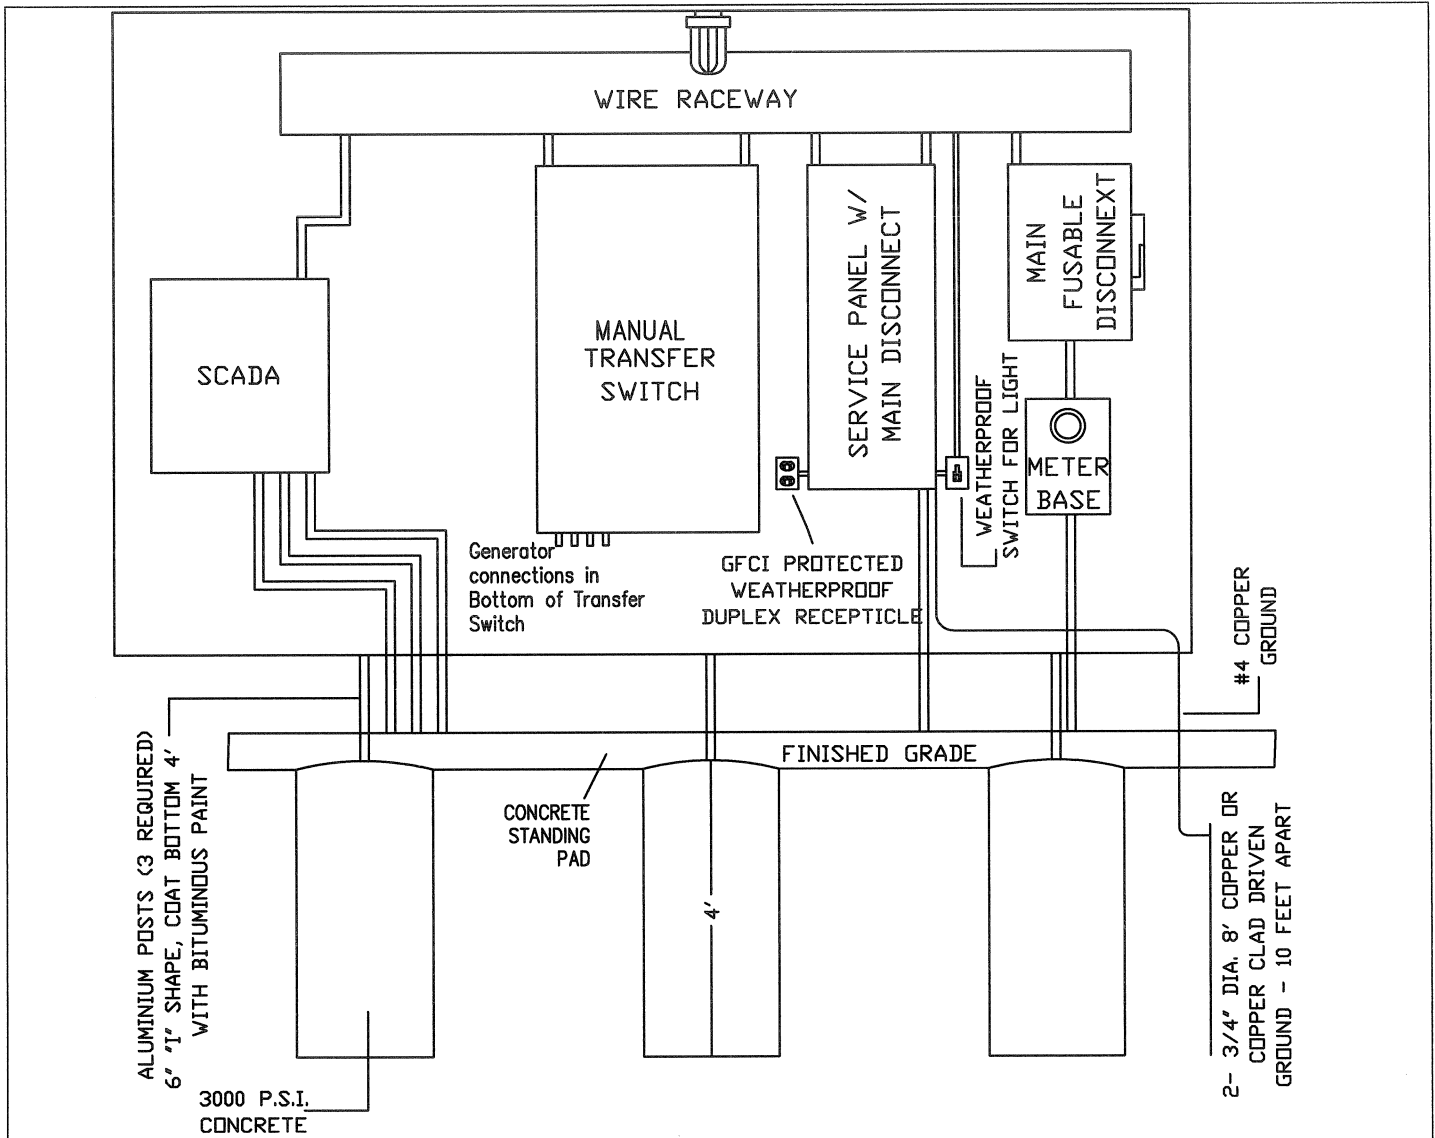 WIRE RACEWAY
SCADA
MANUAL
TRANSFER
SWITCH
SERVICE PANEL W/
MAIN DISCONNECT
MAIN
FUSABLE
DISCONNEXT
WEATHERPROOF
SWITCH FOR LIGHT
METER
BASE
Generator
connections in
Bottom of Transfer
Switch
GFCI PROTECTED
WEATHERPROOF
DUPLEX RECEPTICLE
#4 COPPER
GROUND
FINISHED GRADE
CONCRETE
STANDING
PAD
ALUMINIUM POSTS (3 REQUIRED)
6" "I" SHAPE, COAT BOTTOM 4'
WITH BITUMINOUS PAINT
4'
2- 3/4" DIA. 8' COPPER OR
COPPER CLAD DRIVEN
GROUND - 10 FEET APART
3000 P.S.I.
CONCRETE